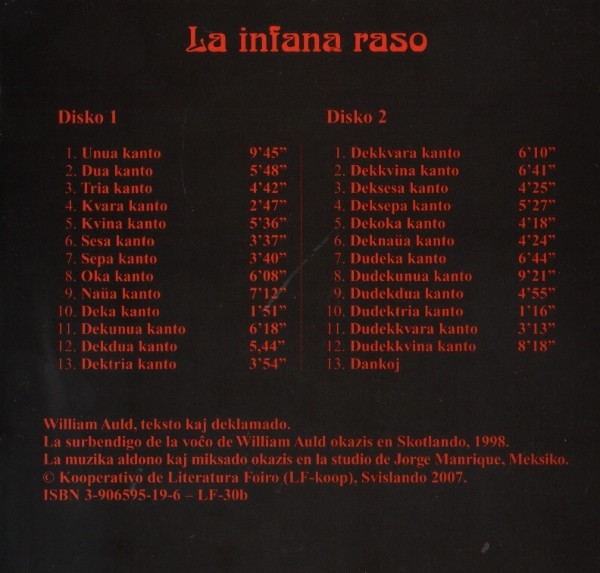 La infana raso
Disko 1
1. Unua kanto 9'45"
2. Dua kanto 5'48"
3. Tria kanto 4'42"
4. Kvara kanto 2'47"
5. Kvina kanto 5'36"
6. Sesa kanto 3'37"
7. Sepa kanto 3'40"
8. Oka kanto 6'08"
9. Naüa kanto 7'12"
10. Deka kanto 1'51"
11. Dekunua kanto 6'18"
12. Dekdua kanto 5,44"
13. Dektria kanto 3'54"
Disko 2
1. Dekkvara kanto 6'10"
2. Dekkvina kanto 6'41"
3. Deksesa kanto 4'25"
4. Deksepa kanto 5'27"
5. Dekoka kanto 4'18"
6. Deknaüa kanto 4'24"
7. Dudeka kanto 6'44"
8. Dudekunua kanto 9'21"
9. Dudekdua kanto 4'55"
10. Dudektria kanto 1'16"
11. Dudekkvara kanto 3'13"
12. Dudekkvina kanto 8'18"
13. Dankoj
William Auld, teksto kaj deklamado.
La surbendigo de la voĉo de William Auld okazis en Skotlando, 1998.
La muzika aldono kaj miksado okazis en la studio de Jorge Manrique, Meksiko.
© Kooperativo de Literatura Foiro (LF-koop), Svislando 2007.
ISBN 3-906595-19-6 – LF-30b